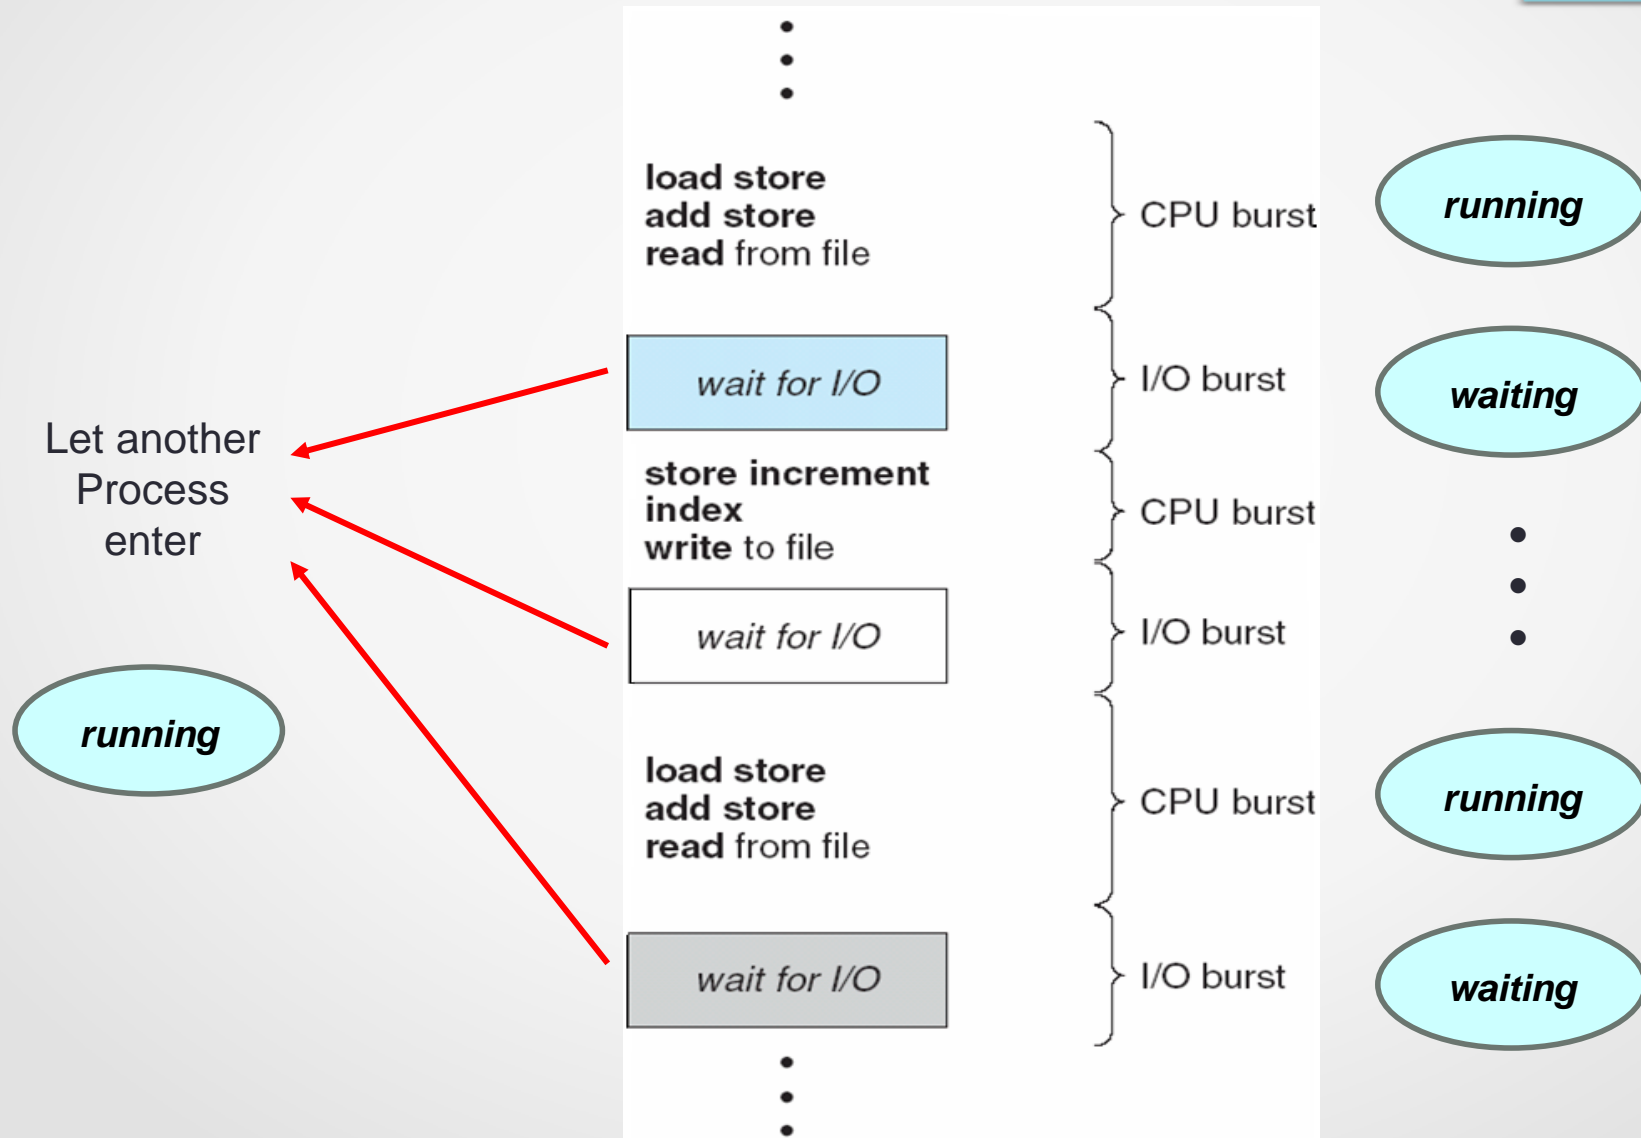 load store
add store
read from file
CPU burst
running
wait for I/O
I/O burst
waiting
Let another
Process
enter
store increment
index
write to file
CPU burst
wait for I/O
I/O burst
running
load store
add store
read from file
CPU burst
running
wait for I/O
I/O burst
waiting